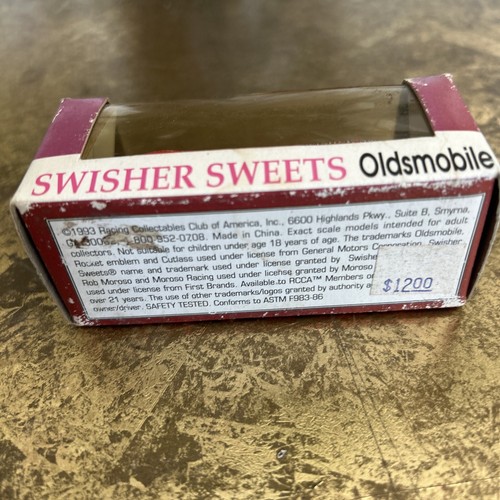 SWISHER SWEETS Oldsmobile
©1993 Racing Collectables Club of America, Inc., 6600 Highlands Pkwy., Suite B, Smyrna,
800-952-0708. Made in China. Exact scale models intended for adult
collectors. Not suitable for children under age 18 years of age. The trademarks Oldsmobile,
Rocket emblem and Cutlass used under license from General Motors Corporation. Swisher
Sweets® name and trademark used under license granted by Swisher
Rob Moroso and Moroso Racing used under license granted by Moroso
used under license from First Brands. Available to RCCA™ Members
over 21 years. The use of other trademarks/logos granted by authority
owner/driver. SAFETY TESTED. Conforms to ASTM F963-86
$1200